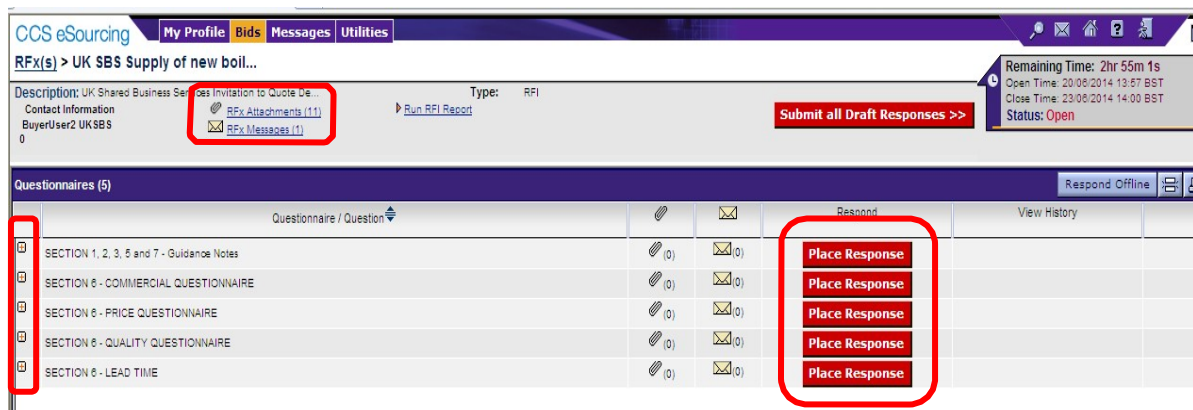 CCS eSourcing My Profile Bids Messages Utilities
RFx(s) > UK SBS Supply of new boil...
Remaining Time: 2hr 55m 1s
Open Time: 20/06/2014 13:57 BST
Close Time: 23/06/2014 14:00 BST
Status: Open
Description: UK Shared Business Services Invitation to Quote De... Type: RFI
Contact Information RFx Attachments (11) Run RFI Report
BuyerUser2 UKSBS RFx Messages (1)
0
Submit all Draft Responses >>
Questionnaires (5) Respond Offline
Questionnaire / Question Respond View History
SECTION 1, 2, 3, 5 and 7 - Guidance Notes (0) (0) Place Response
SECTION 6 - COMMERCIAL QUESTIONNAIRE (0) (0) Place Response
SECTION 6 - PRICE QUESTIONNAIRE (0) (0) Place Response
SECTION 6 - QUALITY QUESTIONNAIRE (0) (0) Place Response
SECTION 6 - LEAD TIME (0) (0) Place Response